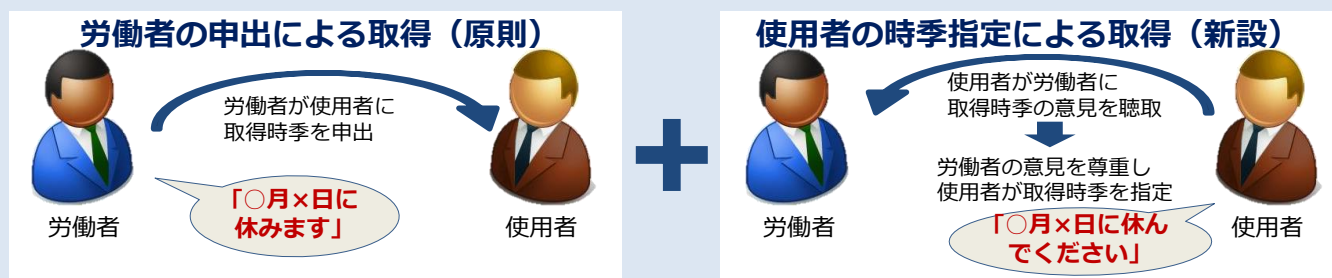 労働者の申出による取得（原則）
労働者が使用者に
取得時季を申出
「○月×日に
休みます」
労働者
使用者
使用者の時季指定による取得（新設）
使用者が労働者に
取得時季の意見を聴取
労働者の意見を尊重し
使用者が取得時季を指定
「○月×日に休ん
でください」
労働者
使用者